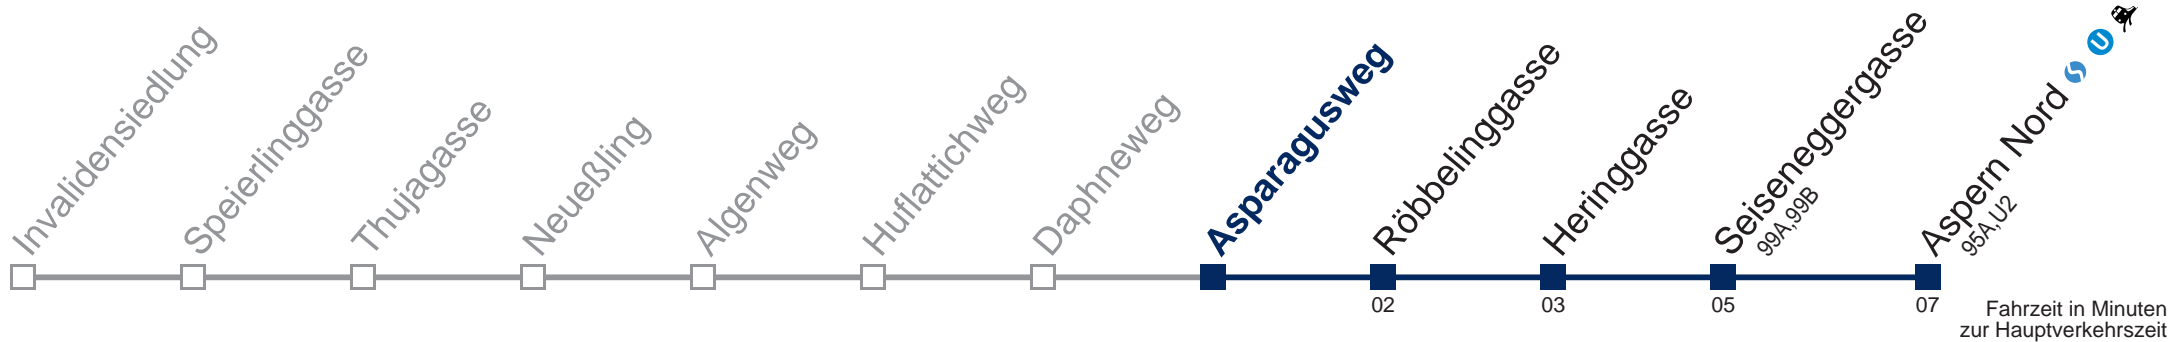 Invalidensiedlung
Speierlinggasse
Thujagasse
Neueßling
Algenweg
Huflattichweg
Daphneweg
Asparagusweg
Röbbelinggasse
Heringgasse
Seiseneggergasse
99A,99B
Aspern Nord S U
95A,U2
02
03
05
07
Fahrzeit in Minuten
zur Hauptverkehrszeit